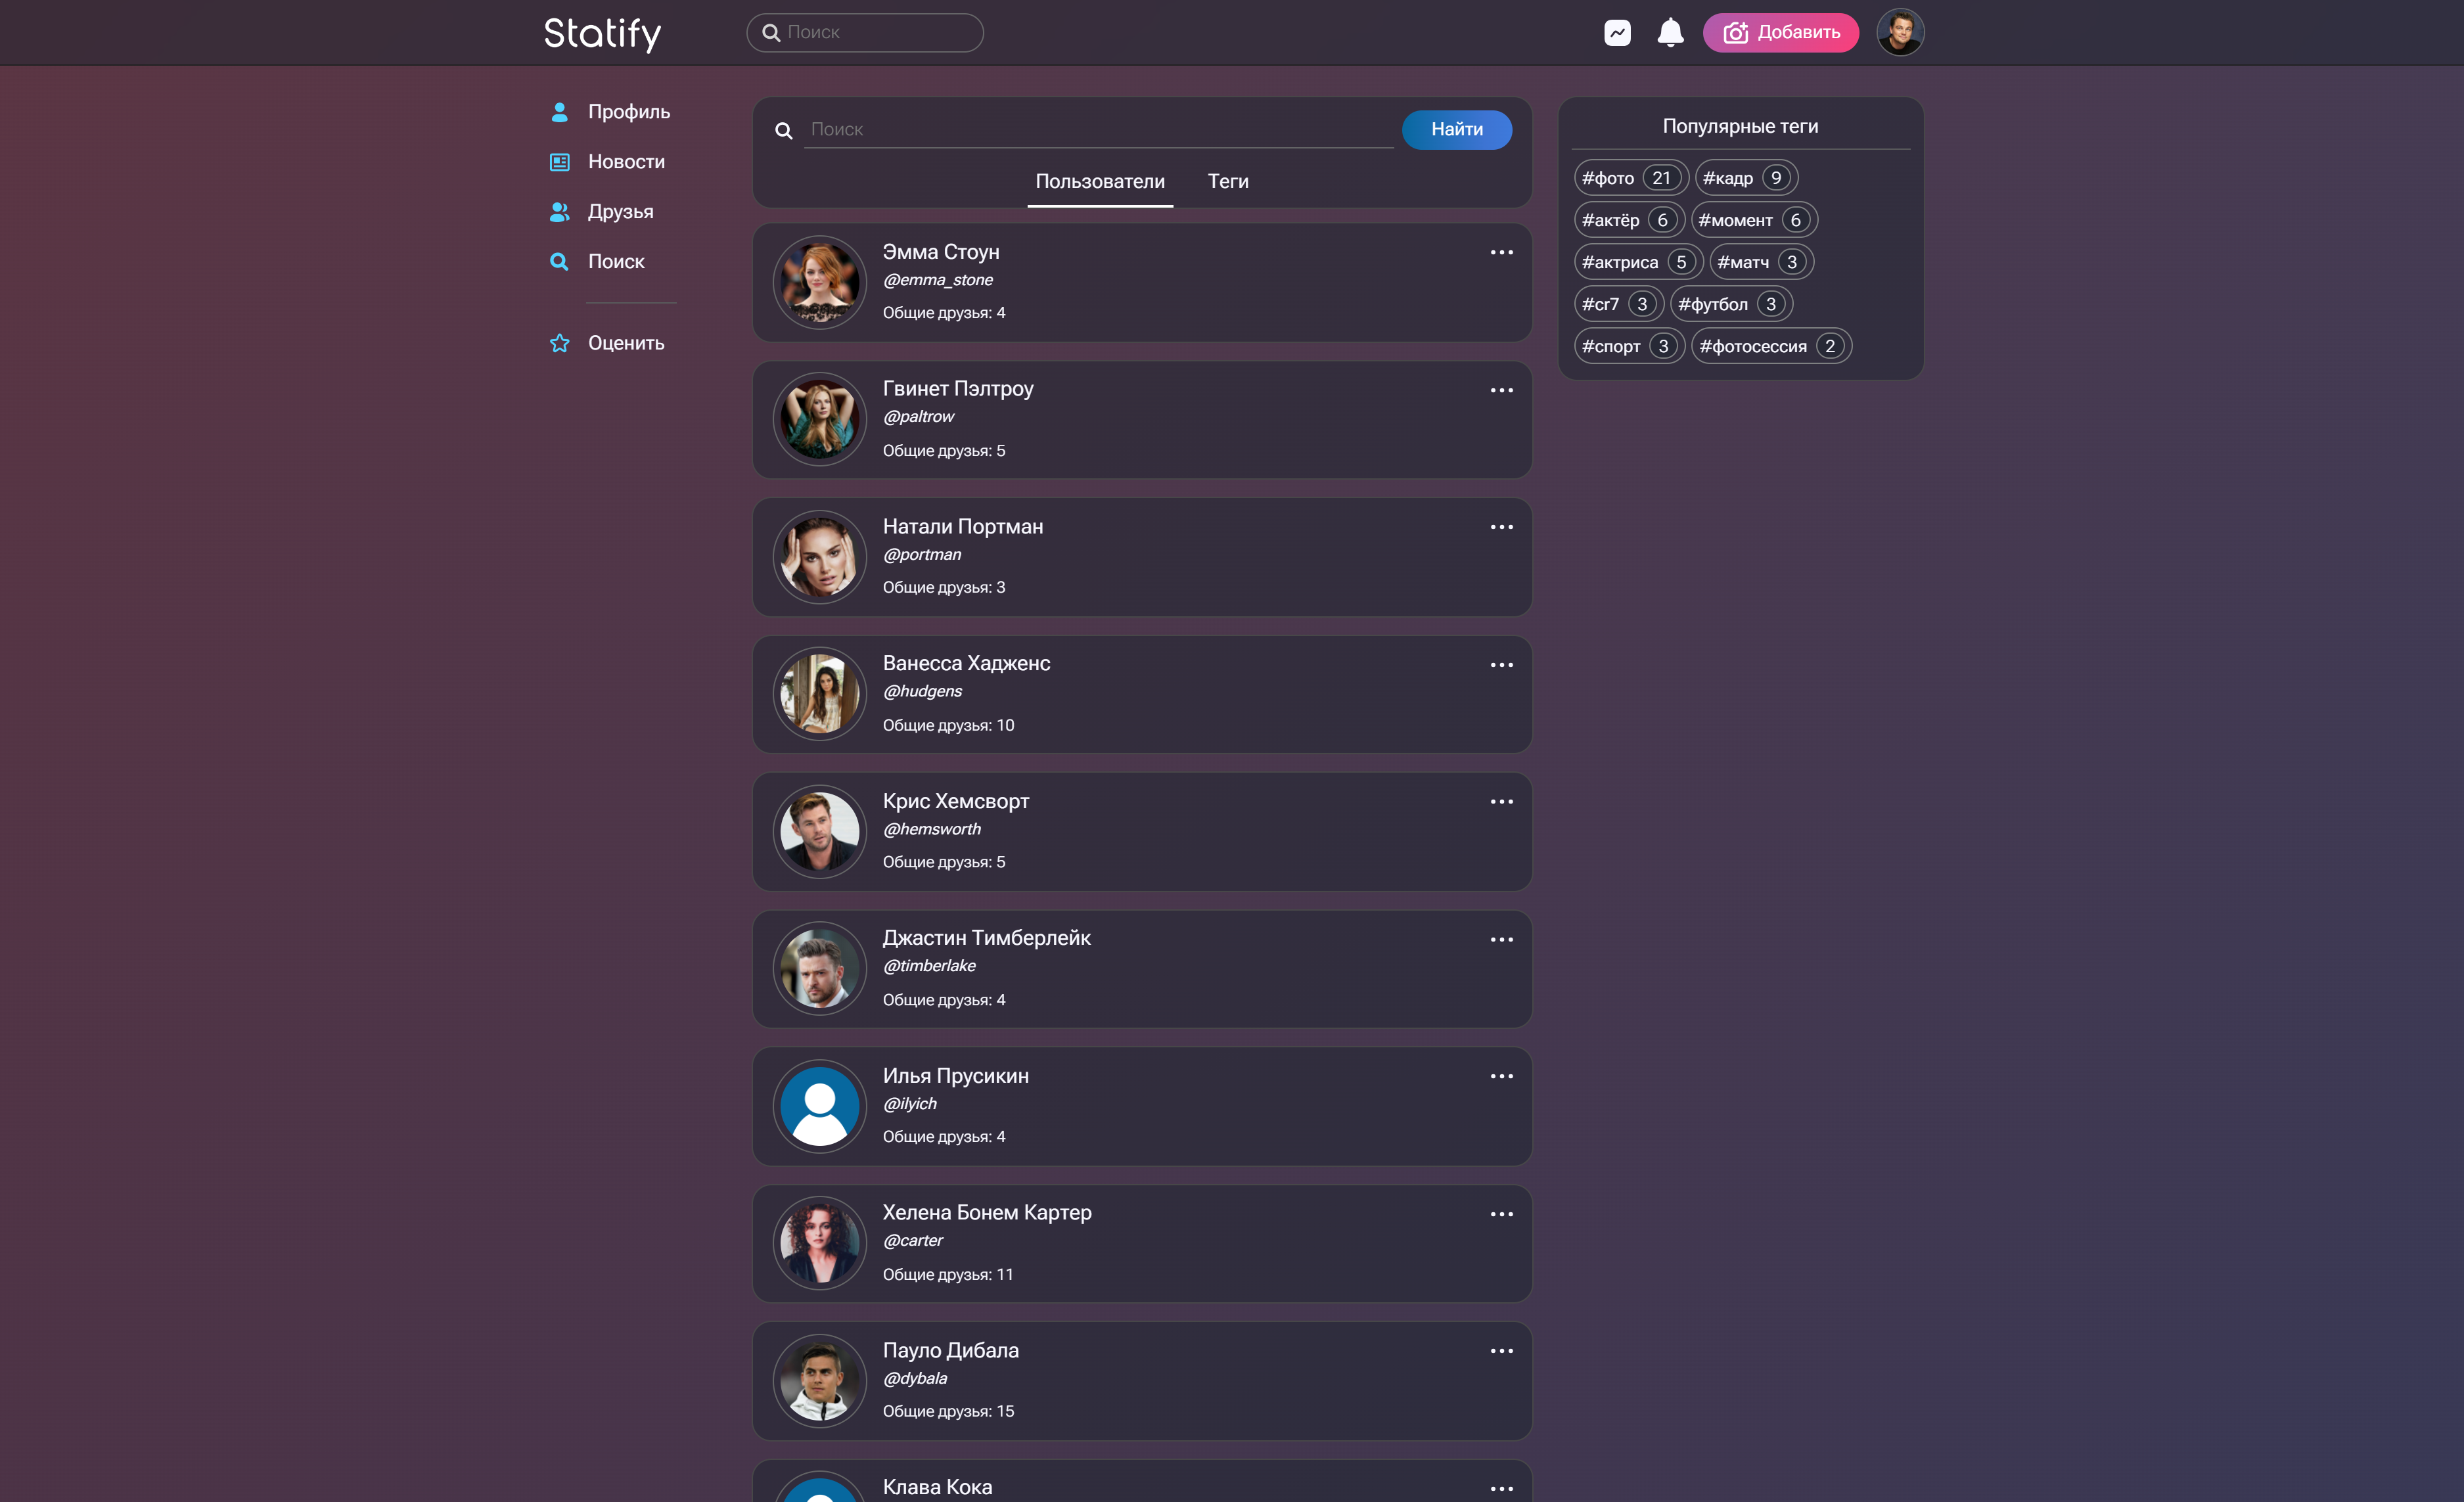 Statify
Поиск
Добавить
Профиль
Новости
Друзья
Поиск
Оценить
Поиск
Найти
Пользователи Теги
Эмма Стоун
@emma_stone
Общие друзья: 4
Гвинет Пэлтроу
@paltrow
Общие друзья: 5
Натали Портман
@portman
Общие друзья: 3
Ванесса Хадженс
@hudgens
Общие друзья: 10
Крис Хемсворт
@hemsworth
Общие друзья: 5
Джастин Тимберлейк
@timberlake
Общие друзья: 4
Илья Прусикин
@ilyich
Общие друзья: 4
Хелена Бонем Картер
@carter
Общие друзья: 11
Пауло Дибала
@dybala
Общие друзья: 15
Клава Кока
Популярные теги
#фото 21 #кадр 9
#актёр 6 #момент 6
#актриса 5 #матч 3
#cr7 3 #футбол 3
#спорт 3 #фотосессия 2